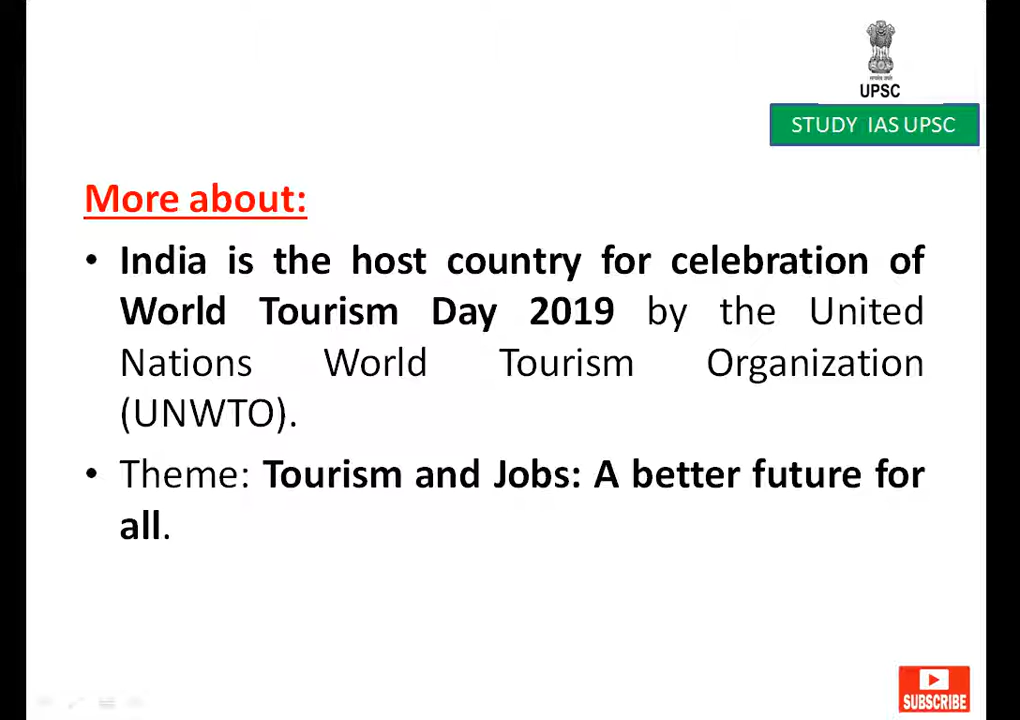 UPSC
STUDY IAS UPSC
More about:
• India is the host country for celebration of
World Tourism Day 2019 by the United
Nations World Tourism Organization
(UNWTO).
• Theme: Tourism and Jobs: A better future for
all.
SUBSCRIBE